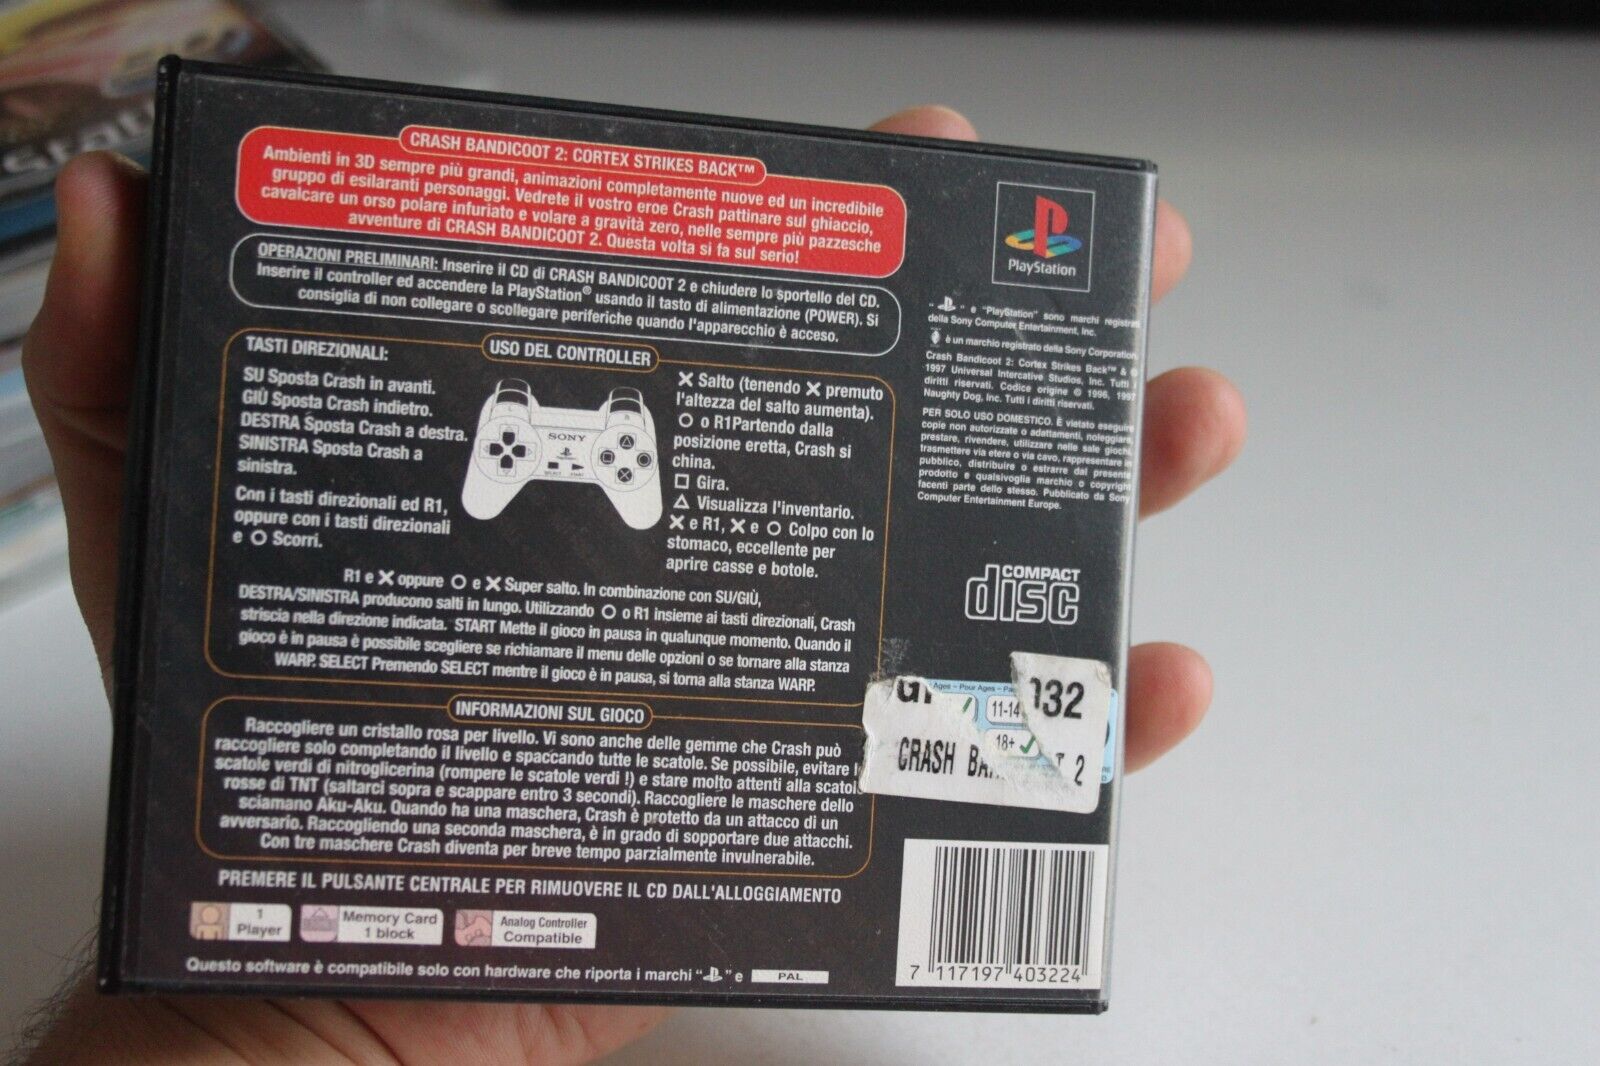 CRASH BANDICOOT 2: CORTEX STRIKES BACK™
Ambienti in 3D sempre più grandi, animazioni completamente nuove ed un incredibile
gruppo di esilaranti personaggi. Vedrete il vostro eroe Crash pattinare sul ghiaccio,
cavalcare un orso polare infuriato e volare a gravità zero, nelle sempre più pazzesche
avventure di CRASH BANDICOOT 2. Questa volta si fa sul serio!
OPERAZIONI PRELIMINARI: Inserire il CD di CRASH BANDICOOT 2 e chiudere lo sportello del CD.
Inserire il controller ed accendere la PlayStation® usando il tasto di alimentazione (POWER). Si
consiglia di non collegare o scollegare periferiche quando l'apparecchio è acceso.
USO DEL CONTROLLER
TASTI DIREZIONALI:
SU Sposta Crash in avanti.
GIÙ Sposta Crash indietro.
DESTRA Sposta Crash a destra.
SINISTRA Sposta Crash a
sinistra.
Con i tasti direzionali ed R1,
oppure con i tasti direzionali
e ○ Scorri.
L
R
SONY
PlayStation
SELECT START
✕ Salto (tenendo ✕ premuto
l'altezza del salto aumenta).
○ o R1Partendo dalla
posizione eretta, Crash si
china.
□ Gira.
△ Visualizza l'inventario.
✕ e R1, ✕ e ○ Colpo con lo
stomaco, eccellente per
aprire casse e botole.
R1 e ✕ oppure ○ e ✕ Super salto. In combinazione con SU/GIÙ,
DESTRA/SINISTRA producono salti in lungo. Utilizzando ○ o R1 insieme ai tasti direzionali, Crash
striscia nella direzione indicata. START Mette il gioco in pausa in qualunque momento. Quando il
gioco è in pausa è possibile scegliere se richiamare il menu delle opzioni o se tornare alla stanza
WARP. SELECT Premendo SELECT mentre il gioco è in pausa, si torna alla stanza WARP.
INFORMAZIONI SUL GIOCO
Raccogliere un cristallo rosa per livello. Vi sono anche delle gemme che Crash può
raccogliere solo completando il livello e spaccando tutte le scatole. Se possibile, evitare
scatole verdi di nitroglicerina (rompere le scatole verdi !) e stare molto attenti alla scatol
rosse di TNT (saltarci sopra e scappare entro 3 secondi). Raccogliere le maschere dello
sciamano Aku-Aku. Quando ha una maschera, Crash è protetto da un attacco di un
avversario. Raccogliendo una seconda maschera, è in grado di sopportare due attacchi.
Con tre maschere Crash diventa per breve tempo parzialmente invulnerabile.
PREMERE IL PULSANTE CENTRALE PER RIMUOVERE IL CD DALL'ALLOGGIAMENTO
1
Player
Memory Card
1 block
Analog Controller
Compatible
Questo software è compatibile solo con hardware che riporta i marchi " " e PAL
PlayStation
" " e "PlayStation" sono marchi registrati
della Sony Computer Entertainment, Inc.
è un marchio registrato della Sony Corporation.
Crash Bandicoot 2: Cortex Strikes Back™ & ©
1997 Universal Intercative Studios, Inc. Tutti i
diritti riservati. Codice origine © 1996, 1997
Naughty Dog, Inc. Tutti i diritti riservati.
PER SOLO USO DOMESTICO. È vietato eseguire
copie non autorizzate o adattamenti, noleggiare,
prestare, rivendere, utilizzare nelle sale giochi,
trasmettere via etere o via cavo, rappresentare in
pubblico, distribuire o estrarre dal presente
prodotto e qualsivoglia marchio o copyright
facenti parte dello stesso. Pubblicato da Sony
Computer Entertainment Europe.
COMPACT
disc
Ages – Pour Ages –
11-14
18+
032
CRASH BA
2
7 117197 403224